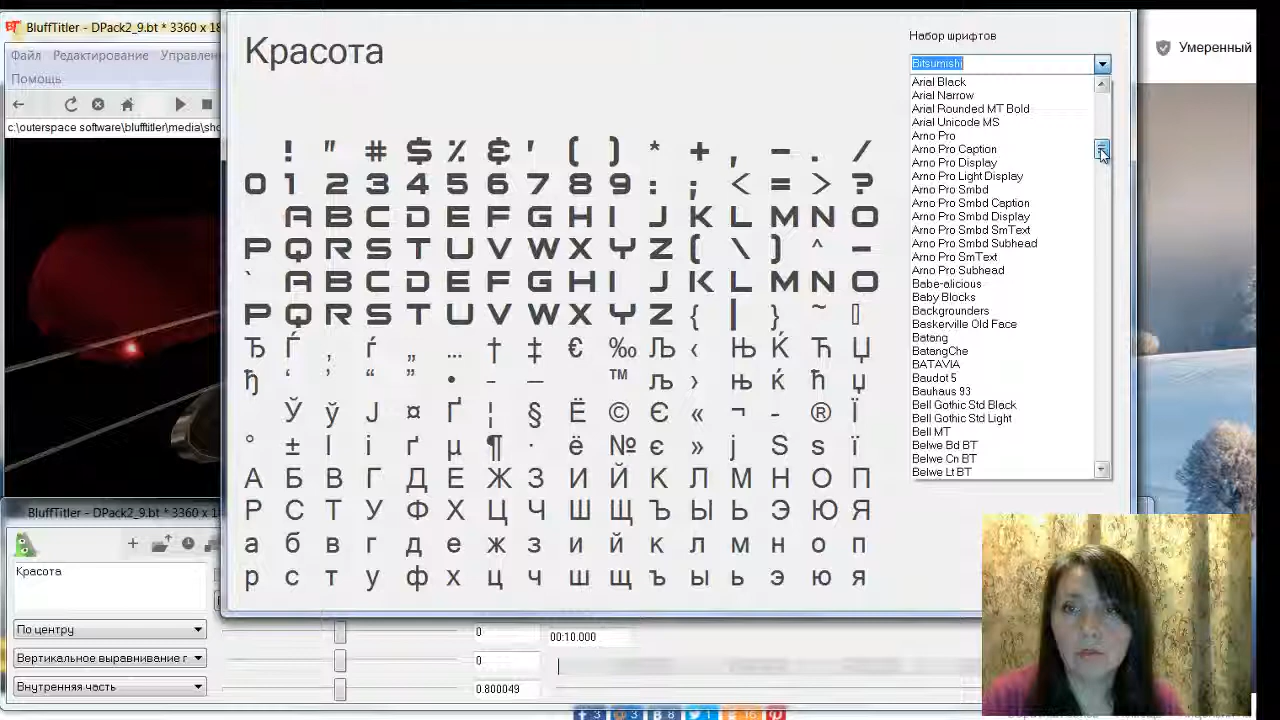 BluffTitler - DPack2_9.bt * 3360 x 18
Файл Редактирование Управлен
Помощь
c:\outerspace software\blufftitler\media\sho
Красота
Набор шрифтов
Bitsumishi
Умеренный
! " # $ % & ' ( ) * + , - . /
0 1 2 3 4 5 6 7 8 9 : ; < = > ?
A B C D E F G H I J K L M N O
P Q R S T U V W X Y Z ( \ ) ^ –
` A B C D E F G H I J K L M N O
P Q R S T U V W X Y Z { | } ~ ▯
Ђ Ѓ ‚ ѓ „ … † ‡ € ‰ Љ ‹ Њ Ќ Ћ Џ
ђ ‘ ’ “ ” • – — ™ љ › њ ќ ћ џ
Ў ў Ј ¤ Ґ ¦ § Ё © Є « ¬ - ® Ї
° ± І і ґ µ ¶ · ё № є » ј Ѕ ѕ ї
А Б В Г Д Е Ж З И Й К Л М Н О П
Р С Т У Ф Х Ц Ч Ш Щ Ъ Ы Ь Э Ю Я
а б в г д е ж з и й к л м н о п
р с т у ф х ц ч ш щ ъ ы ь э ю я
Arial Black
Arial Narrow
Arial Rounded MT Bold
Arial Unicode MS
Arno Pro
Arno Pro Caption
Arno Pro Display
Arno Pro Light Display
Arno Pro Smbd
Arno Pro Smbd Caption
Arno Pro Smbd Display
Arno Pro Smbd SmText
Arno Pro Smbd Subhead
Arno Pro SmText
Arno Pro Subhead
Babe-alicious
Baby Blocks
Backgrounders
Baskerville Old Face
Batang
BatangChe
BATAVIA
Baudot 5
Bauhaus 93
Bell Gothic Std Black
Bell Gothic Std Light
Bell MT
Belwe Bd BT
Belwe Cn BT
Belwe Lt BT
BluffTitler - DPack2_9.bt * 3360 x 18
Красота
По центру
Вертикальное выравнивание г
Внутренняя часть
0
0
0.800049
00:10.000
3 3 8 1 16